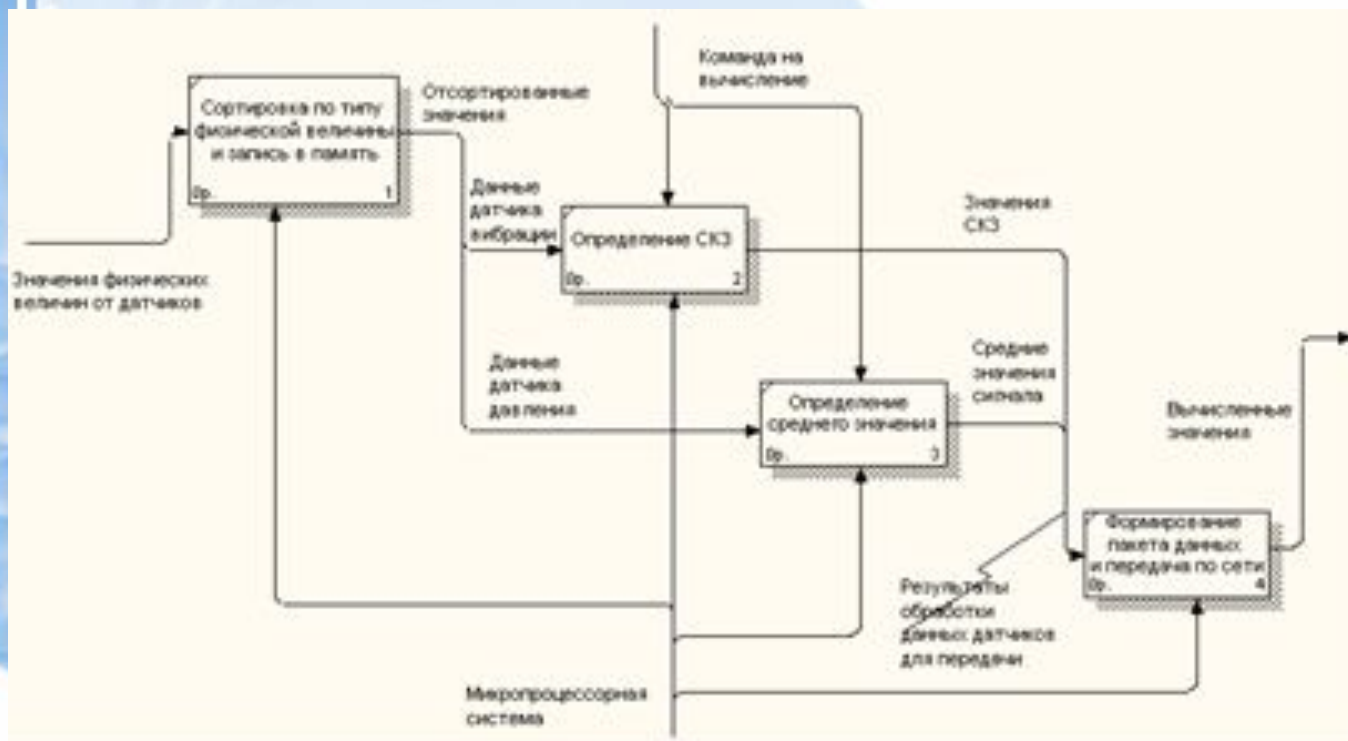 Команда на
вычисление
Сортировка по типу
физической величины
и запись в память
0р.
1
Отсортированные
значения
Данные
датчика
вибрации
Определение СКЗ
0р.
2
Значения
СКЗ
Значения физических
величин от датчиков
Данные
датчика
давления
Средние
значения
сигнала
Определение
среднего значения
0р.
3
Вычисленные
значения
Формирование
пакета данных
и передача по сети
0р.
4
Результаты
обработки
данных датчиков
для передачи
Микропроцессорная
система